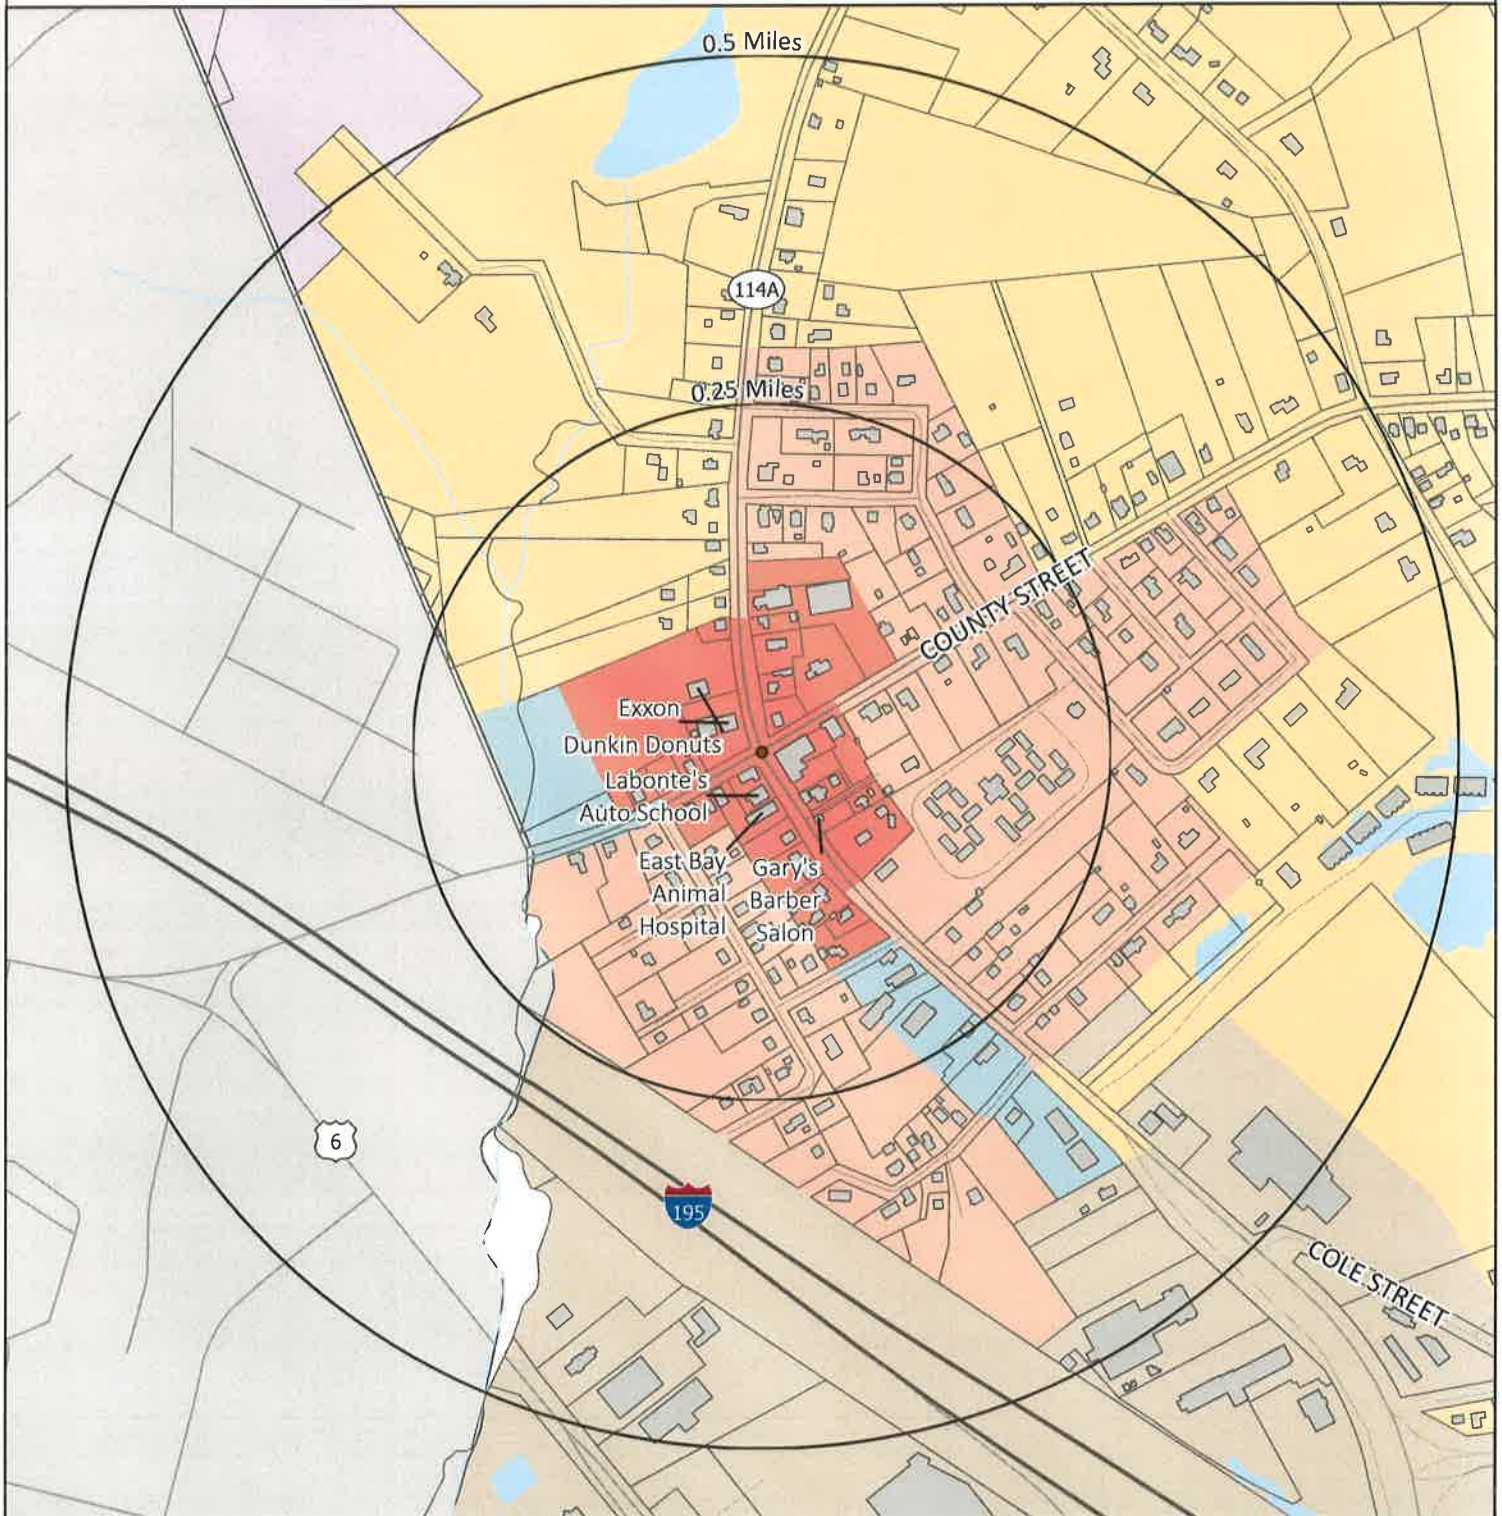 0.5 Miles
114A
0.25 Miles
COUNTY STREET
Exxon
Dunkin Donuts
Labonte's
Auto School
East Bay
Animal
Hospital
Gary's
Barber
Salon
6
195
COLE STREET